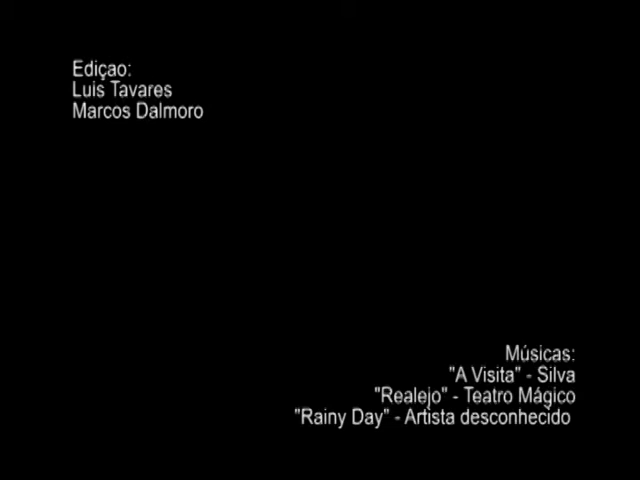 Ediçao:
Luis Tavares
Marcos Dalmoro
Músicas:
"A Visita" - Silva
"Realejo" - Teatro Mágico
"Rainy Day" - Artista desconhecido